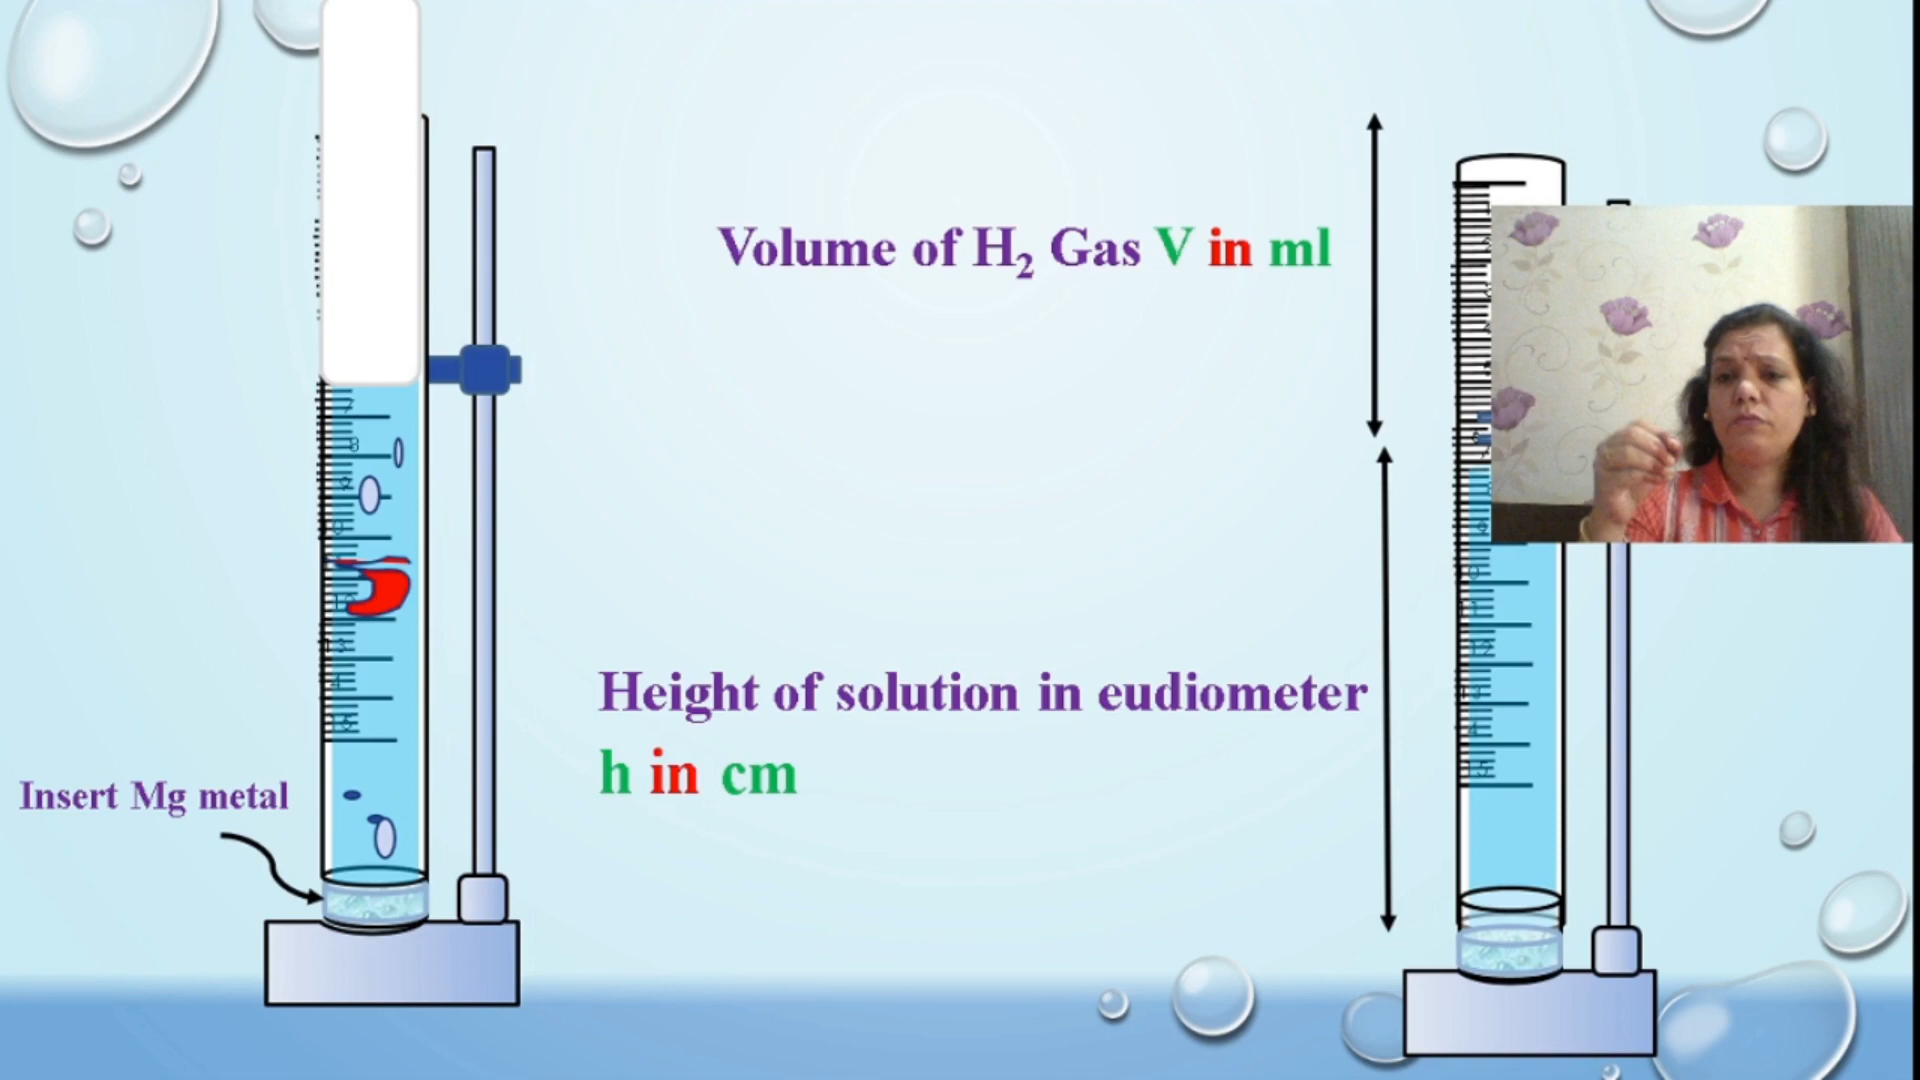 Volume of H₂ Gas V in ml
Height of solution in eudiometer
h in cm
Insert Mg metal